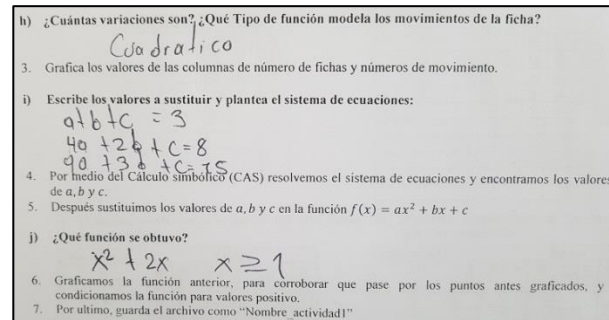 h) ¿Cuántas variaciones son? ¿Qué Tipo de función modela los movimientos de la ficha?
Cuadratico
3. Grafica los valores de las columnas de número de fichas y números de movimiento.
i) Escribe los valores a sustituir y plantea el sistema de ecuaciones:
a+b+c = 3
4a +2b +c=8
9a +3b +c=15
4. Por medio del Cálculo simbólico (CAS) resolvemos el sistema de ecuaciones y encontramos los valores
de a, b y c.
5. Después sustituimos los valores de a, b y c en la función f(x) = ax² + bx + c
j) ¿Qué función se obtuvo?
x² + 2x x ≥ 1
6. Graficamos la función anterior, para corroborar que pase por los puntos antes graficados, y
condicionamos la función para valores positivo.
7. Por ultimo, guarda el archivo como “Nombre_actividad1”